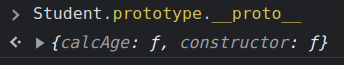 > Student.prototype.__proto__
▶ {calcAge: ƒ, constructor: ƒ}